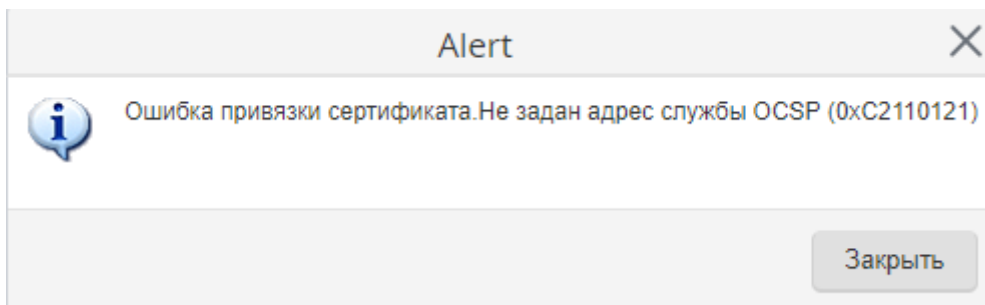 Alert
Ошибка привязки сертификата.Не задан адрес службы OCSP (0xC2110121)
Закрыть